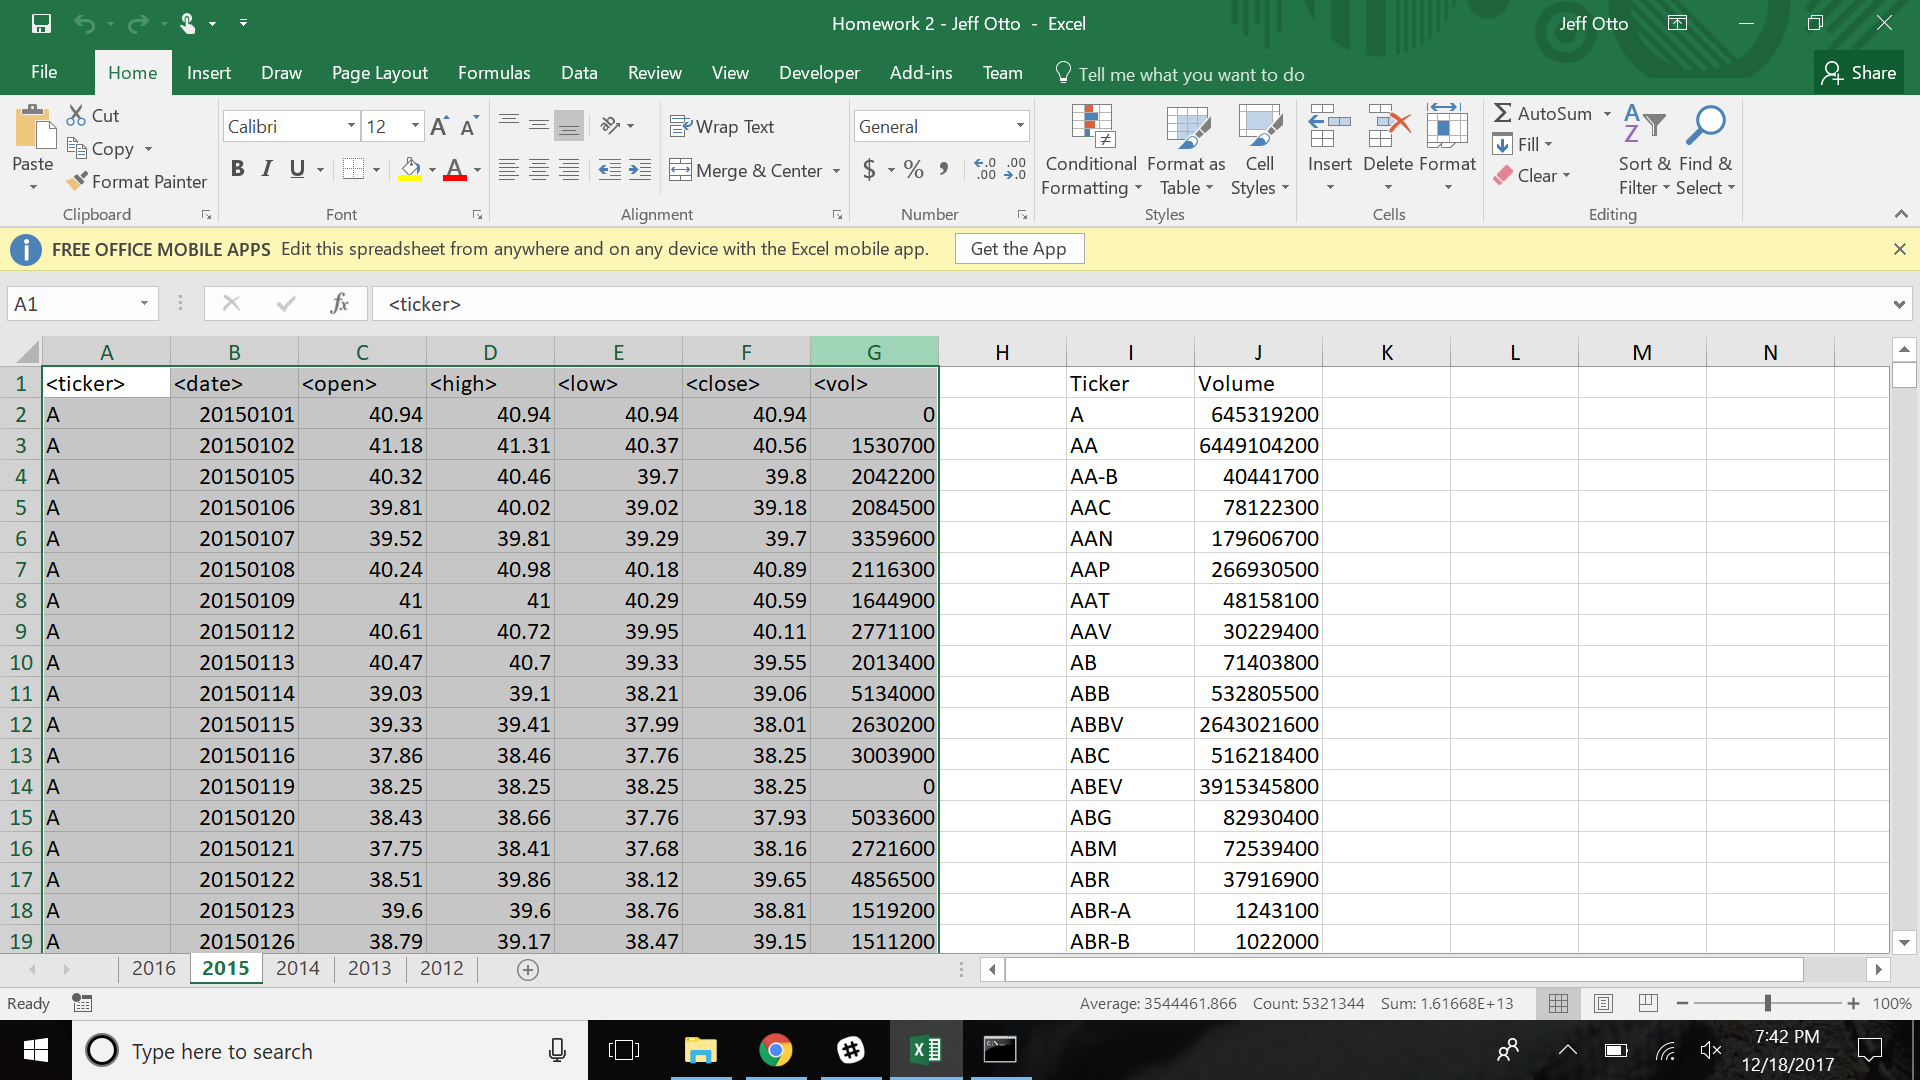 Homework 2 - Jeff Otto - Excel
Jeff Otto
File Home Insert Draw Page Layout Formulas Data Review View Developer Add-ins Team Tell me what you want to do Share
Paste
Cut
Copy
Format Painter
Clipboard
Calibri 12
B I U
Font
Wrap Text
Merge & Center
Alignment
General
$ %
Number
Conditional Formatting
Format as Table
Cell Styles
Styles
Insert Delete Format
Cells
AutoSum
Fill
Clear
Sort & Filter
Find & Select
Editing
FREE OFFICE MOBILE APPS Edit this spreadsheet from anywhere and on any device with the Excel mobile app. Get the App
A1 fx <ticker>
A B C D E F G H I J K L M N
1 <ticker> <date> <open> <high> <low> <close> <vol> Ticker Volume
2 A 20150101 40.94 40.94 40.94 40.94 0 A 645319200
3 A 20150102 41.18 41.31 40.37 40.56 1530700 AA 6449104200
4 A 20150105 40.32 40.46 39.7 39.8 2042200 AA-B 40441700
5 A 20150106 39.81 40.02 39.02 39.18 2084500 AAC 78122300
6 A 20150107 39.52 39.81 39.29 39.7 3359600 AAN 179606700
7 A 20150108 40.24 40.98 40.18 40.89 2116300 AAP 266930500
8 A 20150109 41 41 40.29 40.59 1644900 AAT 48158100
9 A 20150112 40.61 40.72 39.95 40.11 2771100 AAV 30229400
10 A 20150113 40.47 40.7 39.33 39.55 2013400 AB 71403800
11 A 20150114 39.03 39.1 38.21 39.06 5134000 ABB 532805500
12 A 20150115 39.33 39.41 37.99 38.01 2630200 ABBV 2643021600
13 A 20150116 37.86 38.46 37.76 38.25 3003900 ABC 516218400
14 A 20150119 38.25 38.25 38.25 38.25 0 ABEV 3915345800
15 A 20150120 38.43 38.66 37.76 37.93 5033600 ABG 82930400
16 A 20150121 37.75 38.41 37.68 38.16 2721600 ABM 72539400
17 A 20150122 38.51 39.86 38.12 39.65 4856500 ABR 37916900
18 A 20150123 39.6 39.6 38.76 38.81 1519200 ABR-A 1243100
19 A 20150126 38.79 39.17 38.47 39.15 1511200 ABR-B 1022000
2016 2015 2014 2013 2012
Ready Average: 3544461.866 Count: 5321344 Sum: 1.61668E+13 100%
Type here to search
7:42 PM
12/18/2017